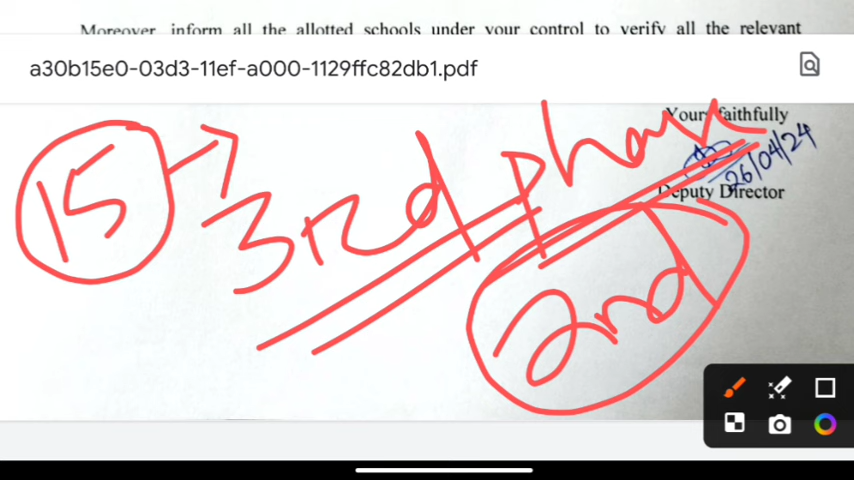 Moreover, inform all the allotted schools under your control to verify all the relevant
a30b15e0-03d3-11ef-a000-1129ffc82db1.pdf
Yours faithfully
26/04/24
Deputy Director
15 → 3rd phase
2nd